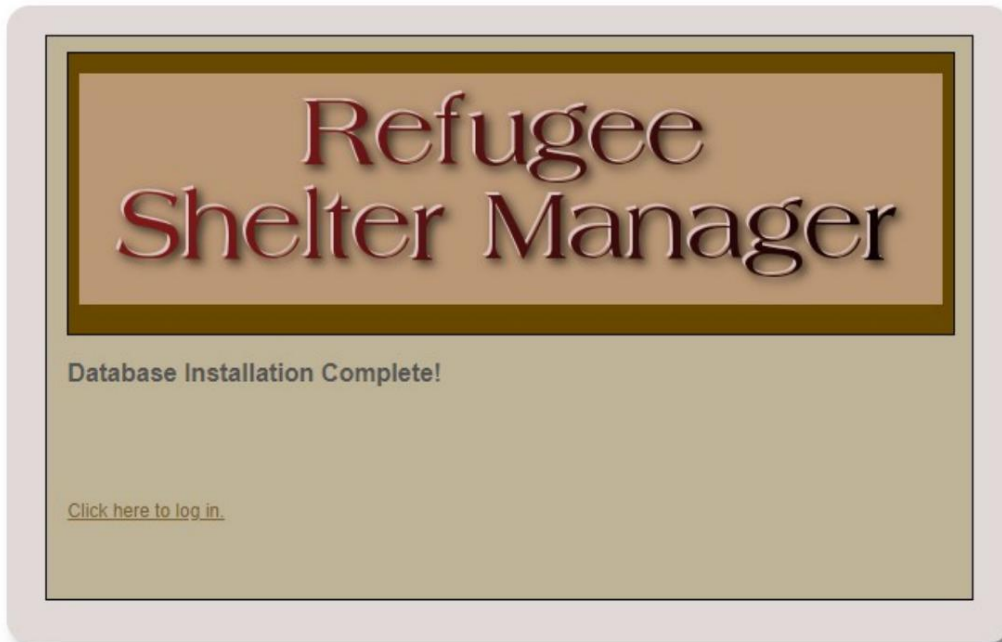 Refugee
Shelter Manager
Database Installation Complete!
Click here to log in.